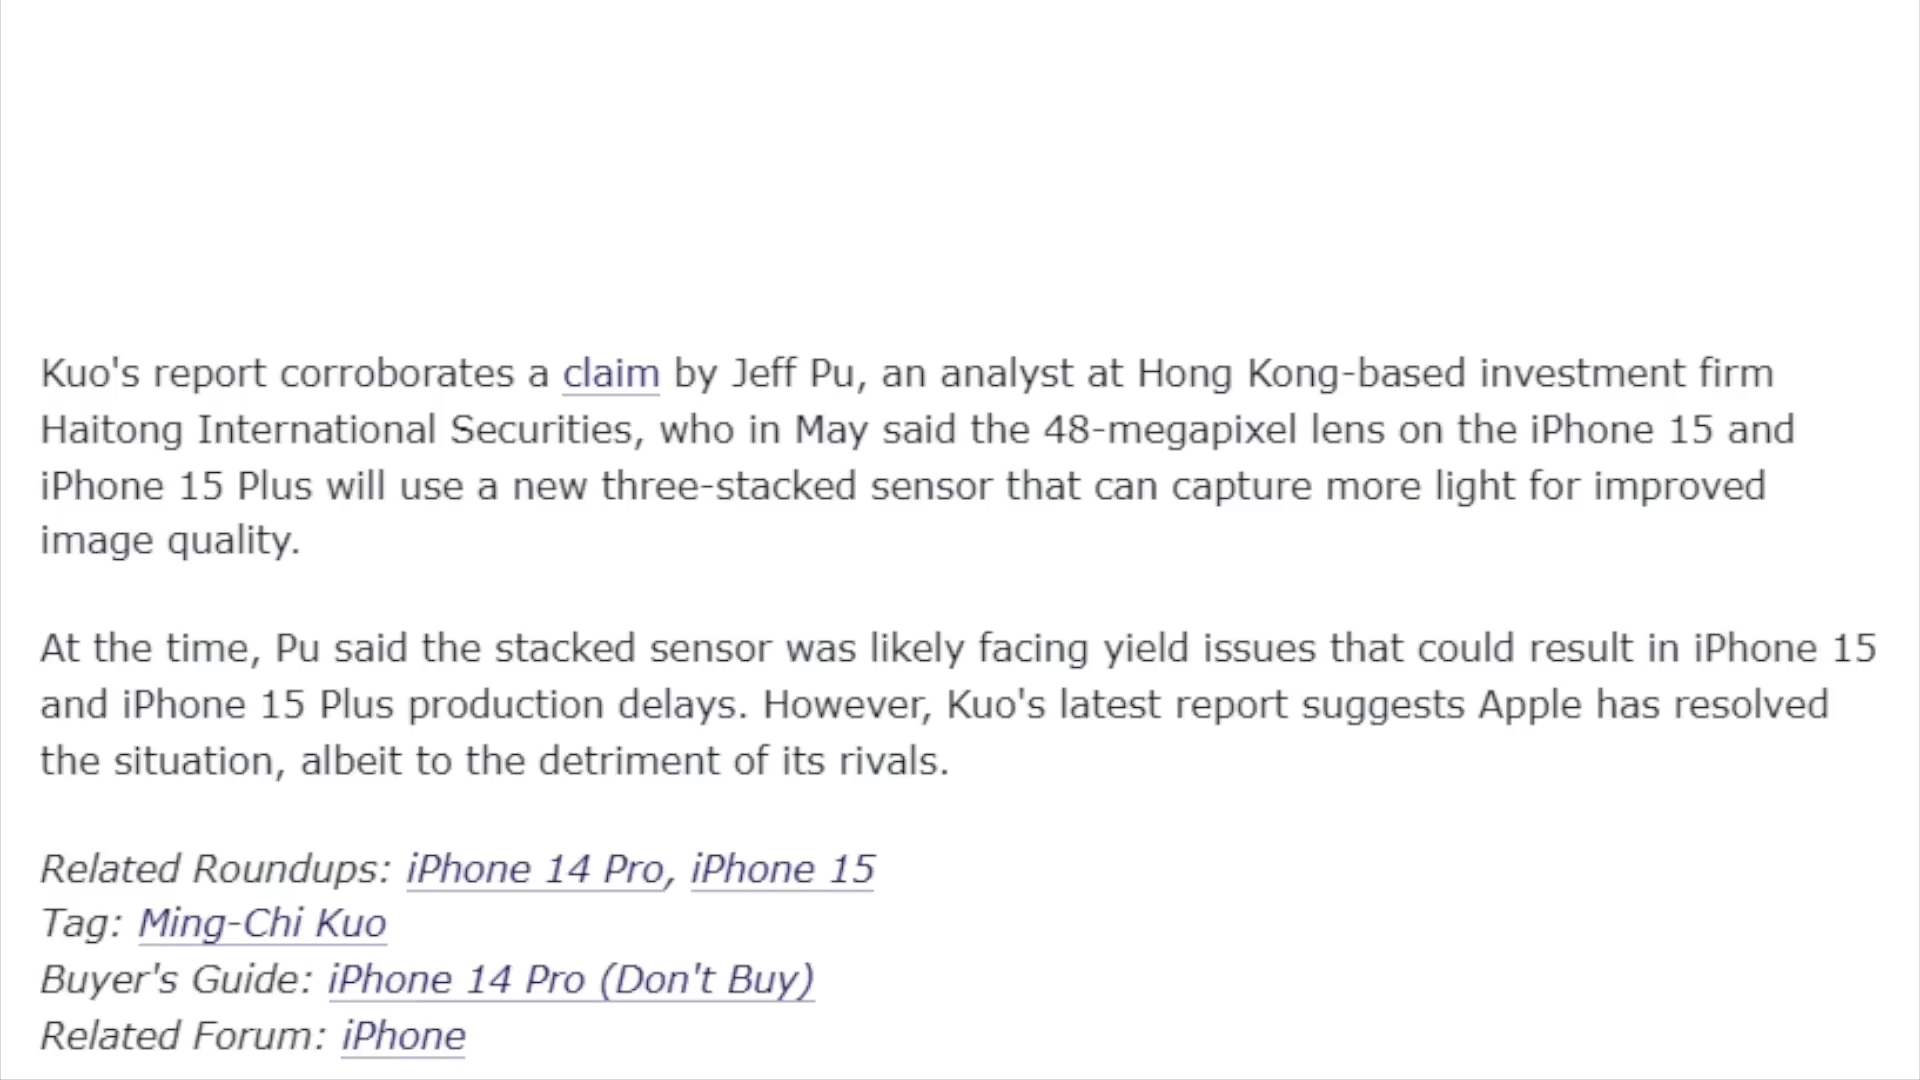 Kuo's report corroborates a claim by Jeff Pu, an analyst at Hong Kong-based investment firm
Haitong International Securities, who in May said the 48-megapixel lens on the iPhone 15 and
iPhone 15 Plus will use a new three-stacked sensor that can capture more light for improved
image quality.
At the time, Pu said the stacked sensor was likely facing yield issues that could result in iPhone 15
and iPhone 15 Plus production delays. However, Kuo's latest report suggests Apple has resolved
the situation, albeit to the detriment of its rivals.
Related Roundups: iPhone 14 Pro, iPhone 15
Tag: Ming-Chi Kuo
Buyer's Guide: iPhone 14 Pro (Don't Buy)
Related Forum: iPhone